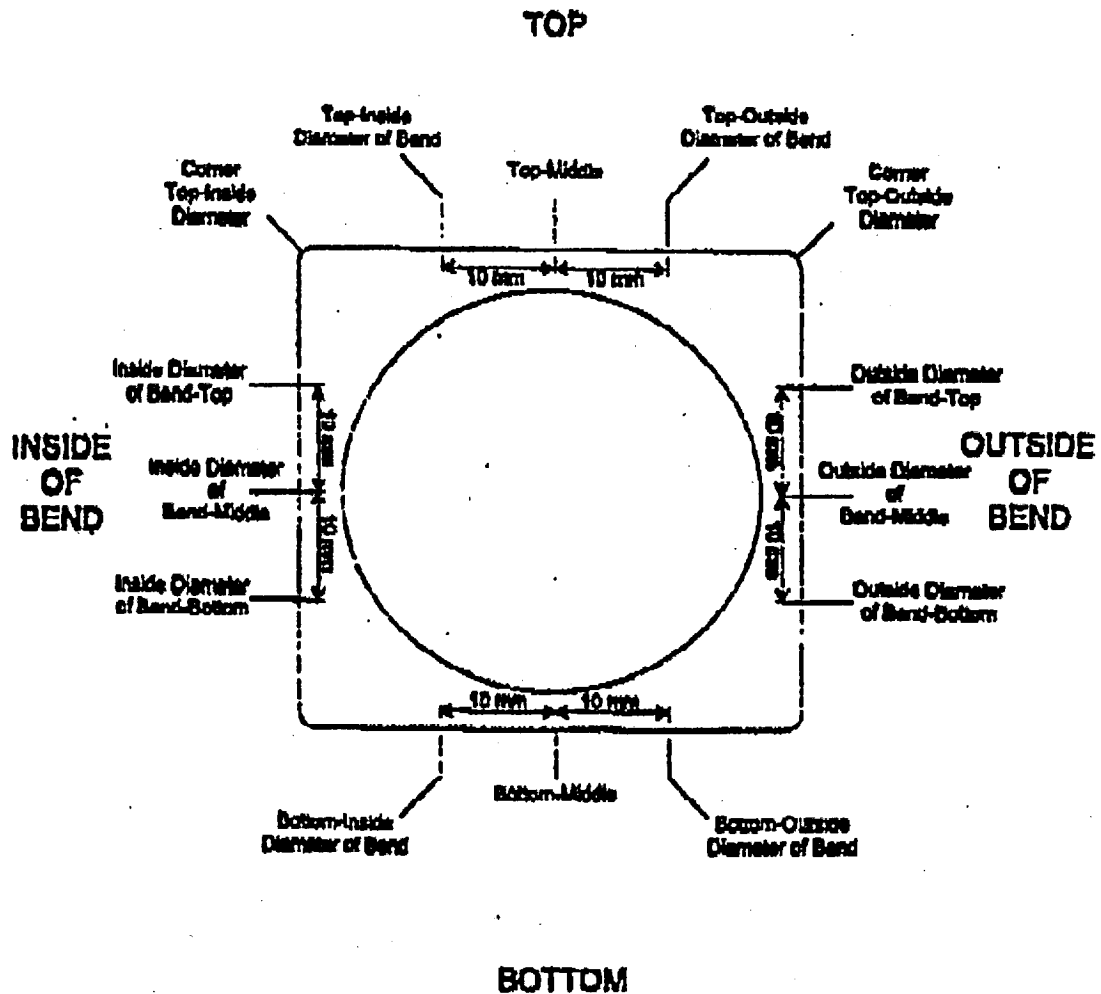 TOP
Top-Inside
Diameter of Bend
Top-Outside
Diameter of Bend
Top-Middle
Corner
Top-Inside
Diameter
Corner
Top-Outside
Diameter
10 mm
10 mm
Inside Diameter
of Bend-Top
Outside Diameter
of Bend-Top
10 mm
10 mm
INSIDE
OF
BEND
Inside Diameter
of
Bend-Middle
Outside Diameter
of
Bend-Middle
OUTSIDE
OF
BEND
10 mm
10 mm
Inside Diameter
of Bend-Bottom
Outside Diameter
of Bend-Bottom
10 mm
10 mm
Bottom-Middle
Bottom-Inside
Diameter of Bend
Bottom-Outside
Diameter of Bend
BOTTOM